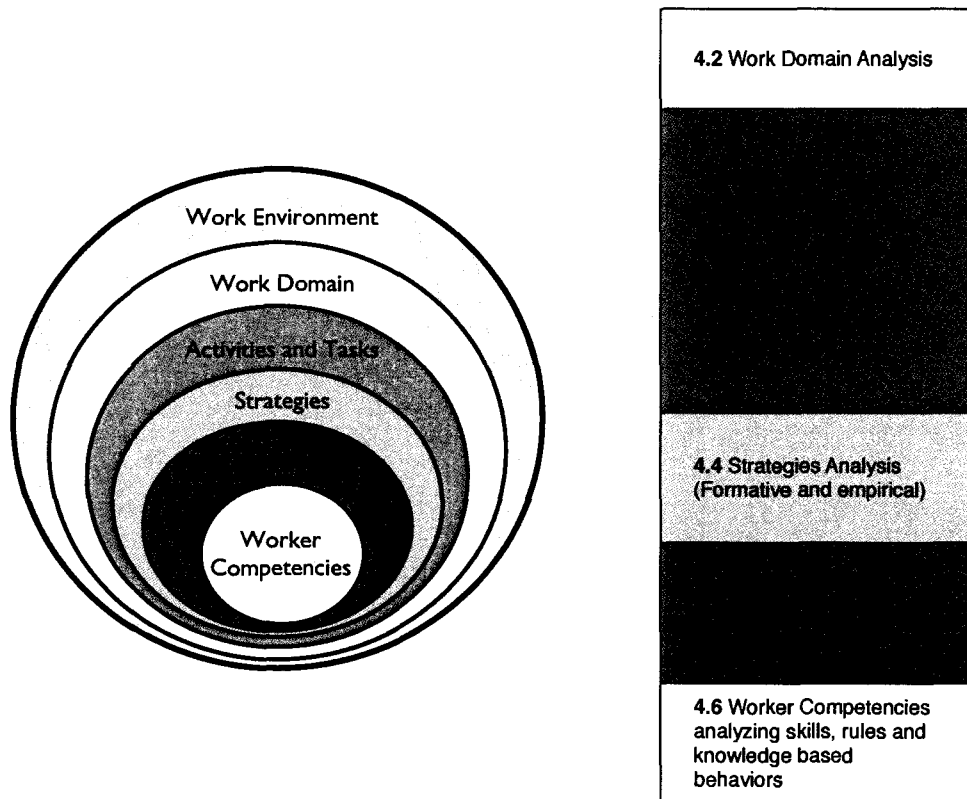 Work Environment
Work Domain
Activities and Tasks
Strategies
Worker
Competencies
4.2 Work Domain Analysis
4.4 Strategies Analysis
(Formative and empirical)
4.6 Worker Competencies
analyzing skills, rules and
knowledge based
behaviors